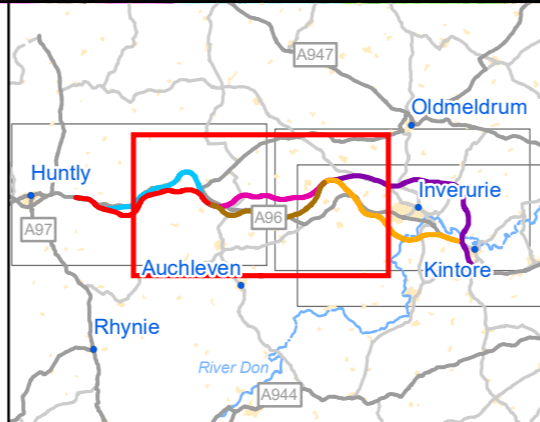 A947
Oldmeldrum
Huntly
Inverurie
A97
A96
Auchleven
Kintore
Rhynie
River Don
A944